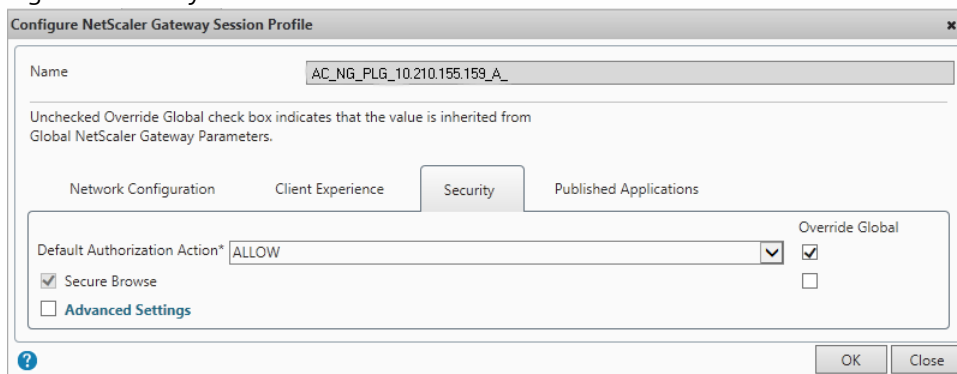 Configure NetScaler Gateway Session Profile
Name
AC_NG_PLG_10.210.155.159_A_
Unchecked Override Global check box indicates that the value is inherited from
Global NetScaler Gateway Parameters.
Network Configuration Client Experience Security Published Applications
Override Global
Default Authorization Action* ALLOW
Secure Browse
Advanced Settings
OK Close